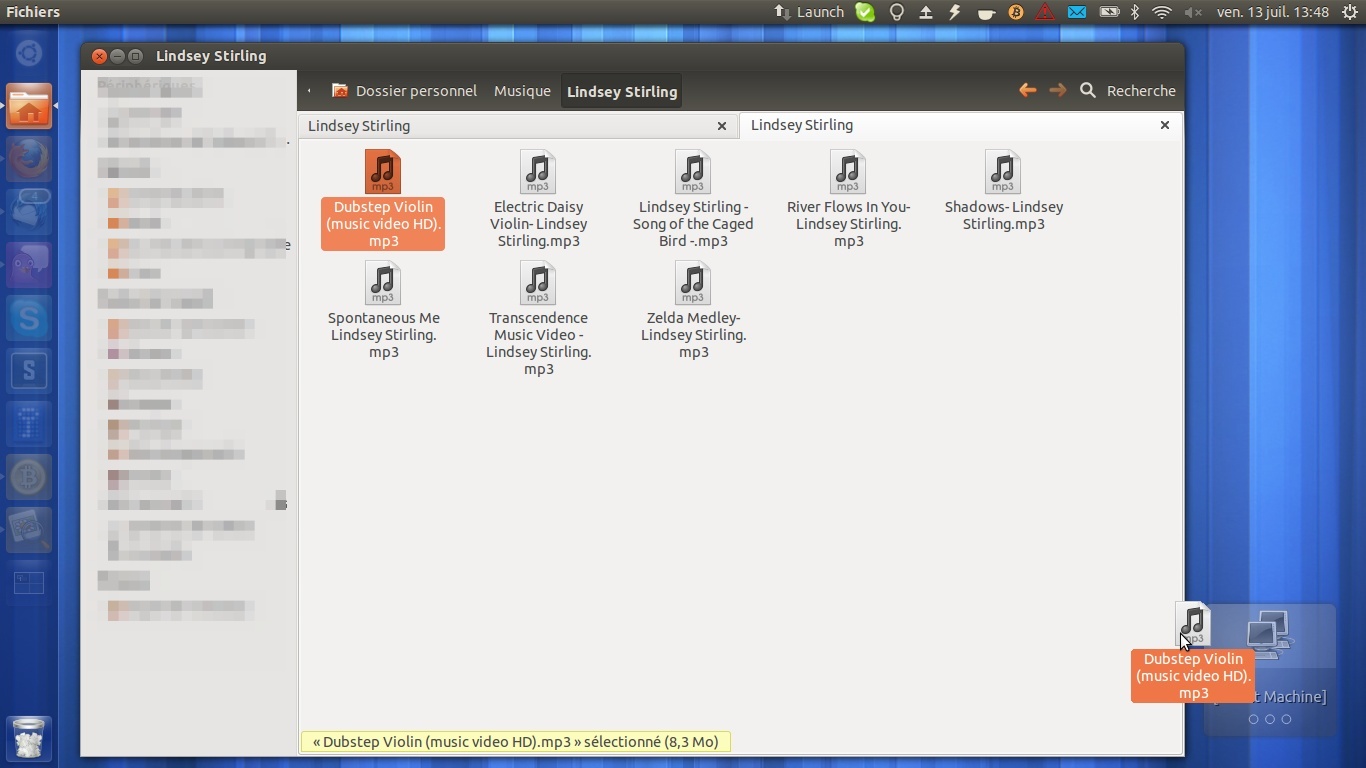 Fichiers
Launch
ven. 13 juil. 13:48
Lindsey Stirling
Dossier personnel
Musique
Lindsey Stirling
Recherche
Lindsey Stirling
Lindsey Stirling
mp3
Dubstep Violin
(music video HD).
mp3
mp3
Electric Daisy
Violin- Lindsey
Stirling.mp3
mp3
Lindsey Stirling -
Song of the Caged
Bird -.mp3
mp3
River Flows In You-
Lindsey Stirling.
mp3
mp3
Shadows- Lindsey
Stirling.mp3
mp3
Spontaneous Me
Lindsey Stirling.
mp3
mp3
Transcendence
Music Video -
Lindsey Stirling.
mp3
mp3
Zelda Medley-
Lindsey Stirling.
mp3
4
S
S
T
mp3
Dubstep Violin
(music video HD).
mp3
Machine]
« Dubstep Violin (music video HD).mp3 » sélectionné (8,3 Mo)